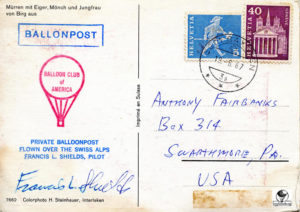 Mürren mit Eiger, Mönch und Jungfrau
von Birg aus
BALLONPOST
BALLOON CLUB
of
AMERICA
PRIVATE BALLOONPOST
FLOWN OVER THE SWISS ALPS
FRANCIS L. SHIELDS, PILOT
Francis L Shields
7660 Colorphoto H. Steinhauer, Interlaken
Imprimé en Suisse
HELVETIA
HELVETIA
40
ANTHONY FAIRBANKS
Box 314
SWARTHMORE PA.
USA